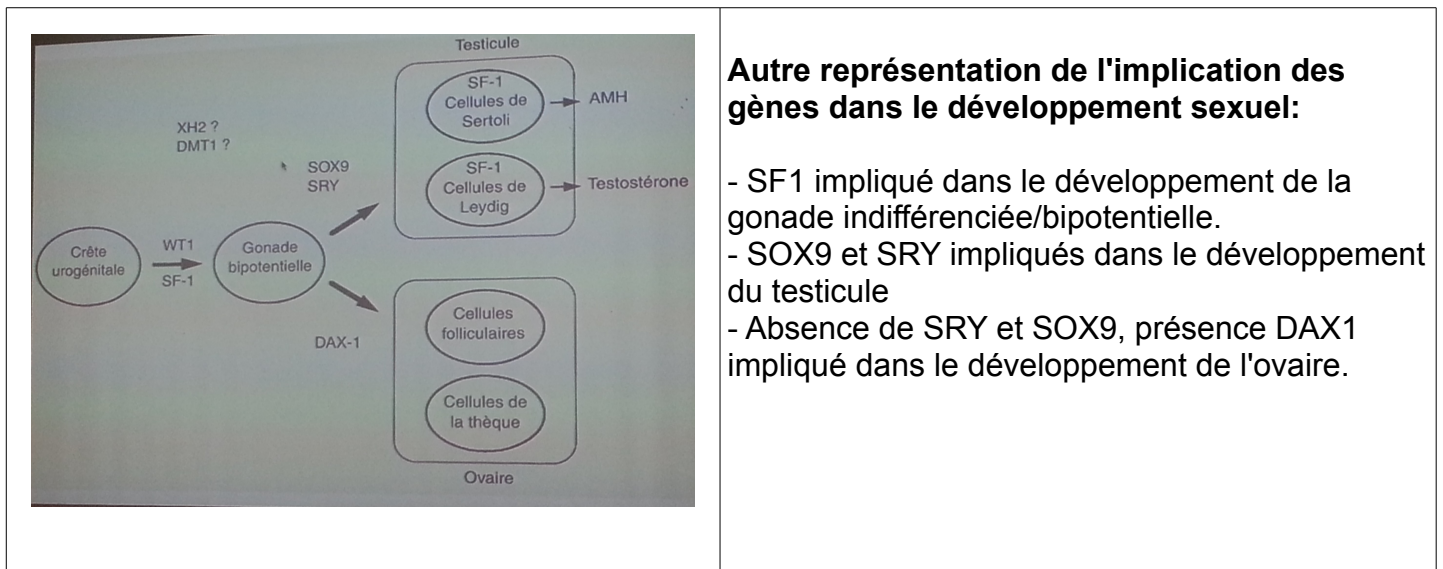 Testicule
SF-1
Cellules de
Sertoli
AMH
XH2 ?
DMT1 ?
SOX9
SRY
SF-1
Cellules de
Leydig
Testostérone
Crête
urogénitale
WT1
SF-1
Gonade
bipotentielle
DAX-1
Cellules
folliculaires
Cellules de
la thèque
Ovaire
Autre représentation de l'implication des
gènes dans le développement sexuel:
- SF1 impliqué dans le développement de la
gonade indifférenciée/bipotentielle.
- SOX9 et SRY impliqués dans le développement
du testicule
- Absence de SRY et SOX9, présence DAX1
impliqué dans le développement de l'ovaire.